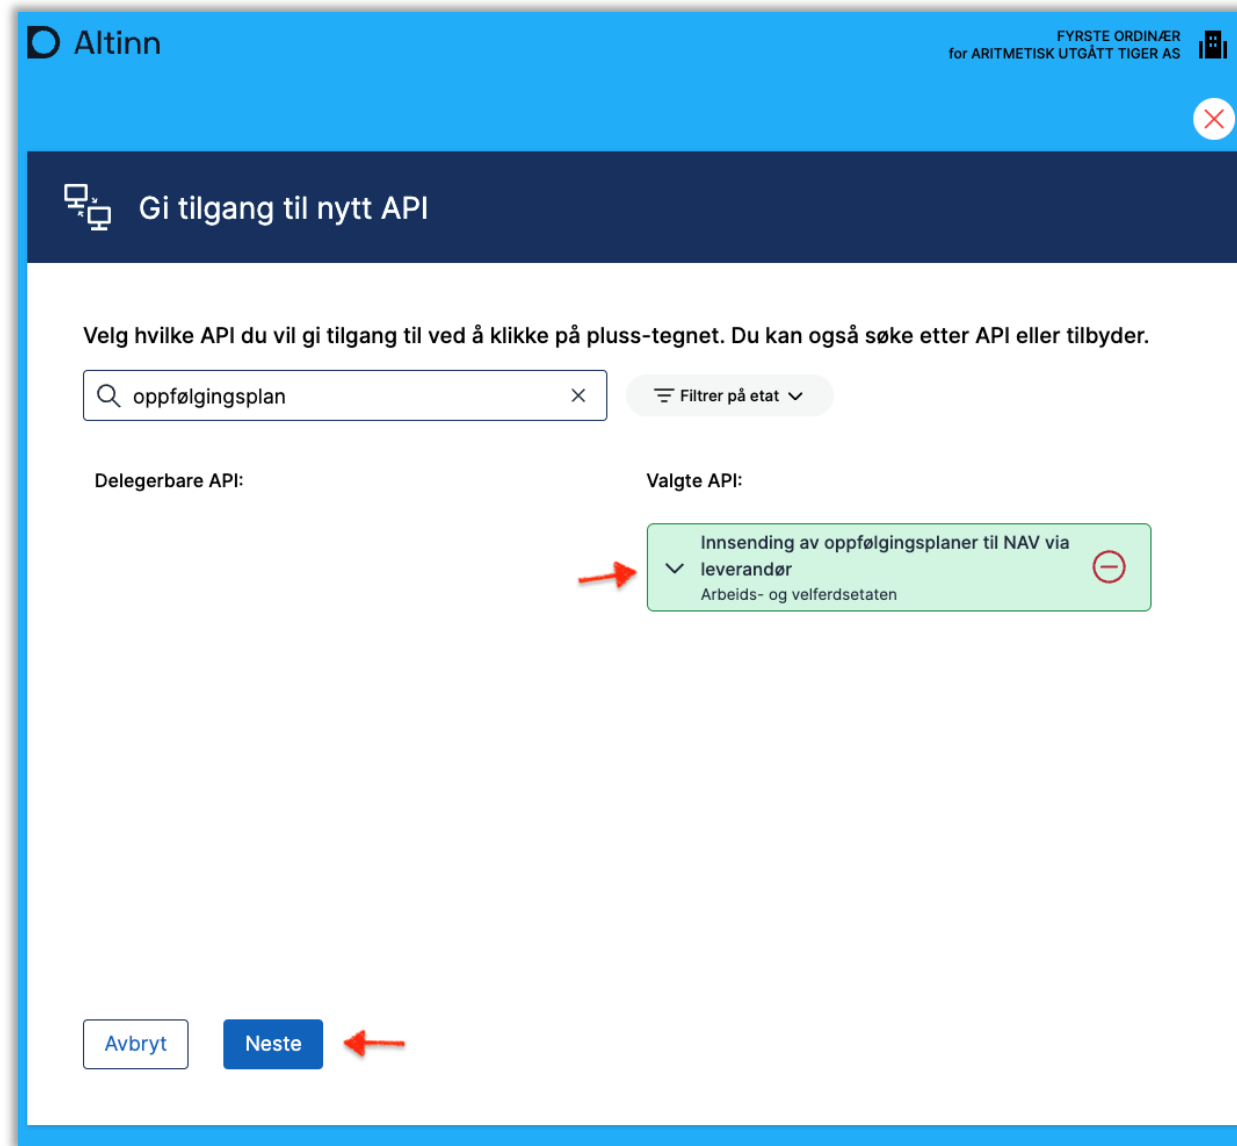 Altinn
FYRSTE ORDINÆR
for ARITMETISK UTGÅTT TIGER AS
Gi tilgang til nytt API
Velg hvilke API du vil gi tilgang til ved å klikke på pluss-tegnet. Du kan også søke etter API eller tilbyder.
oppfølgingsplan
Filtrer på etat
Delegerbare API:
Valgte API:
Innsending av oppfølgingsplaner til NAV via
leverandør
Arbeids- og velferdsetaten
Avbryt
Neste